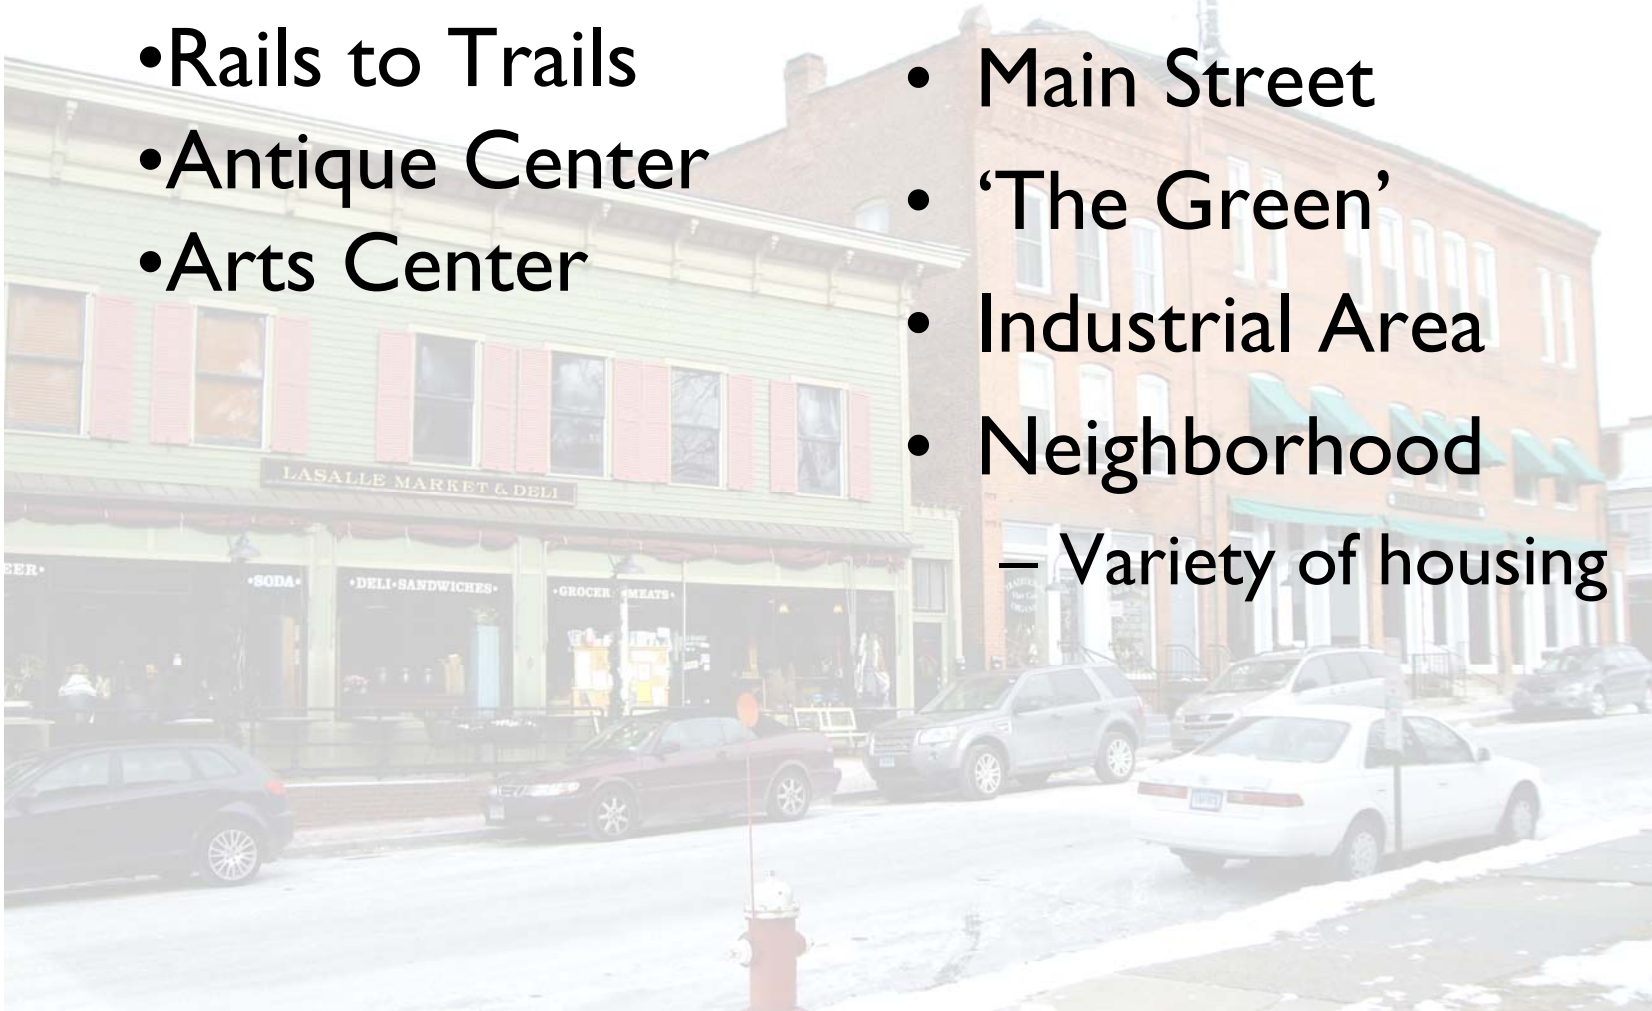 •Rails to Trails
•Antique Center
•Arts Center
• Main Street
• ‘The Green’
• Industrial Area
• Neighborhood
– Variety of housing
LASALLE MARKET & DELI
•SODA•
•DELI•SANDWICHES•
•GROCER MEATS•